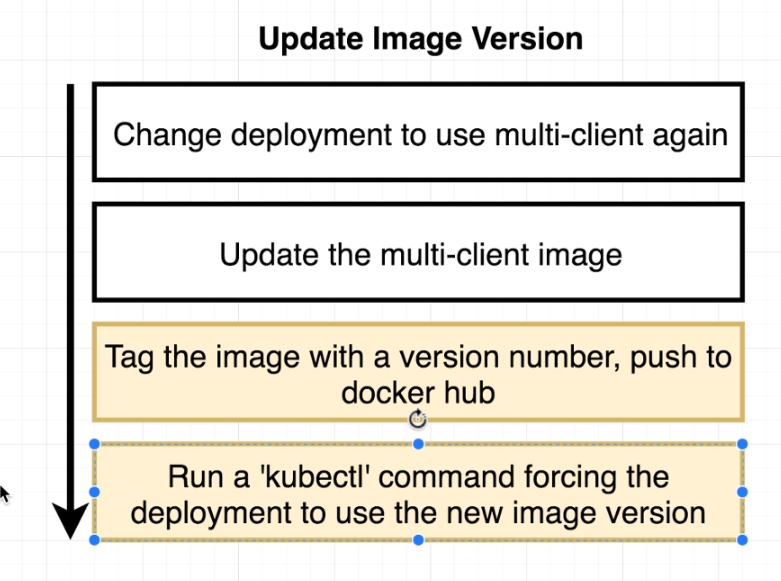 Update Image Version
Change deployment to use multi-client again
Update the multi-client image
Tag the image with a version number, push to
docker hub
Run a 'kubectl' command forcing the
deployment to use the new image version